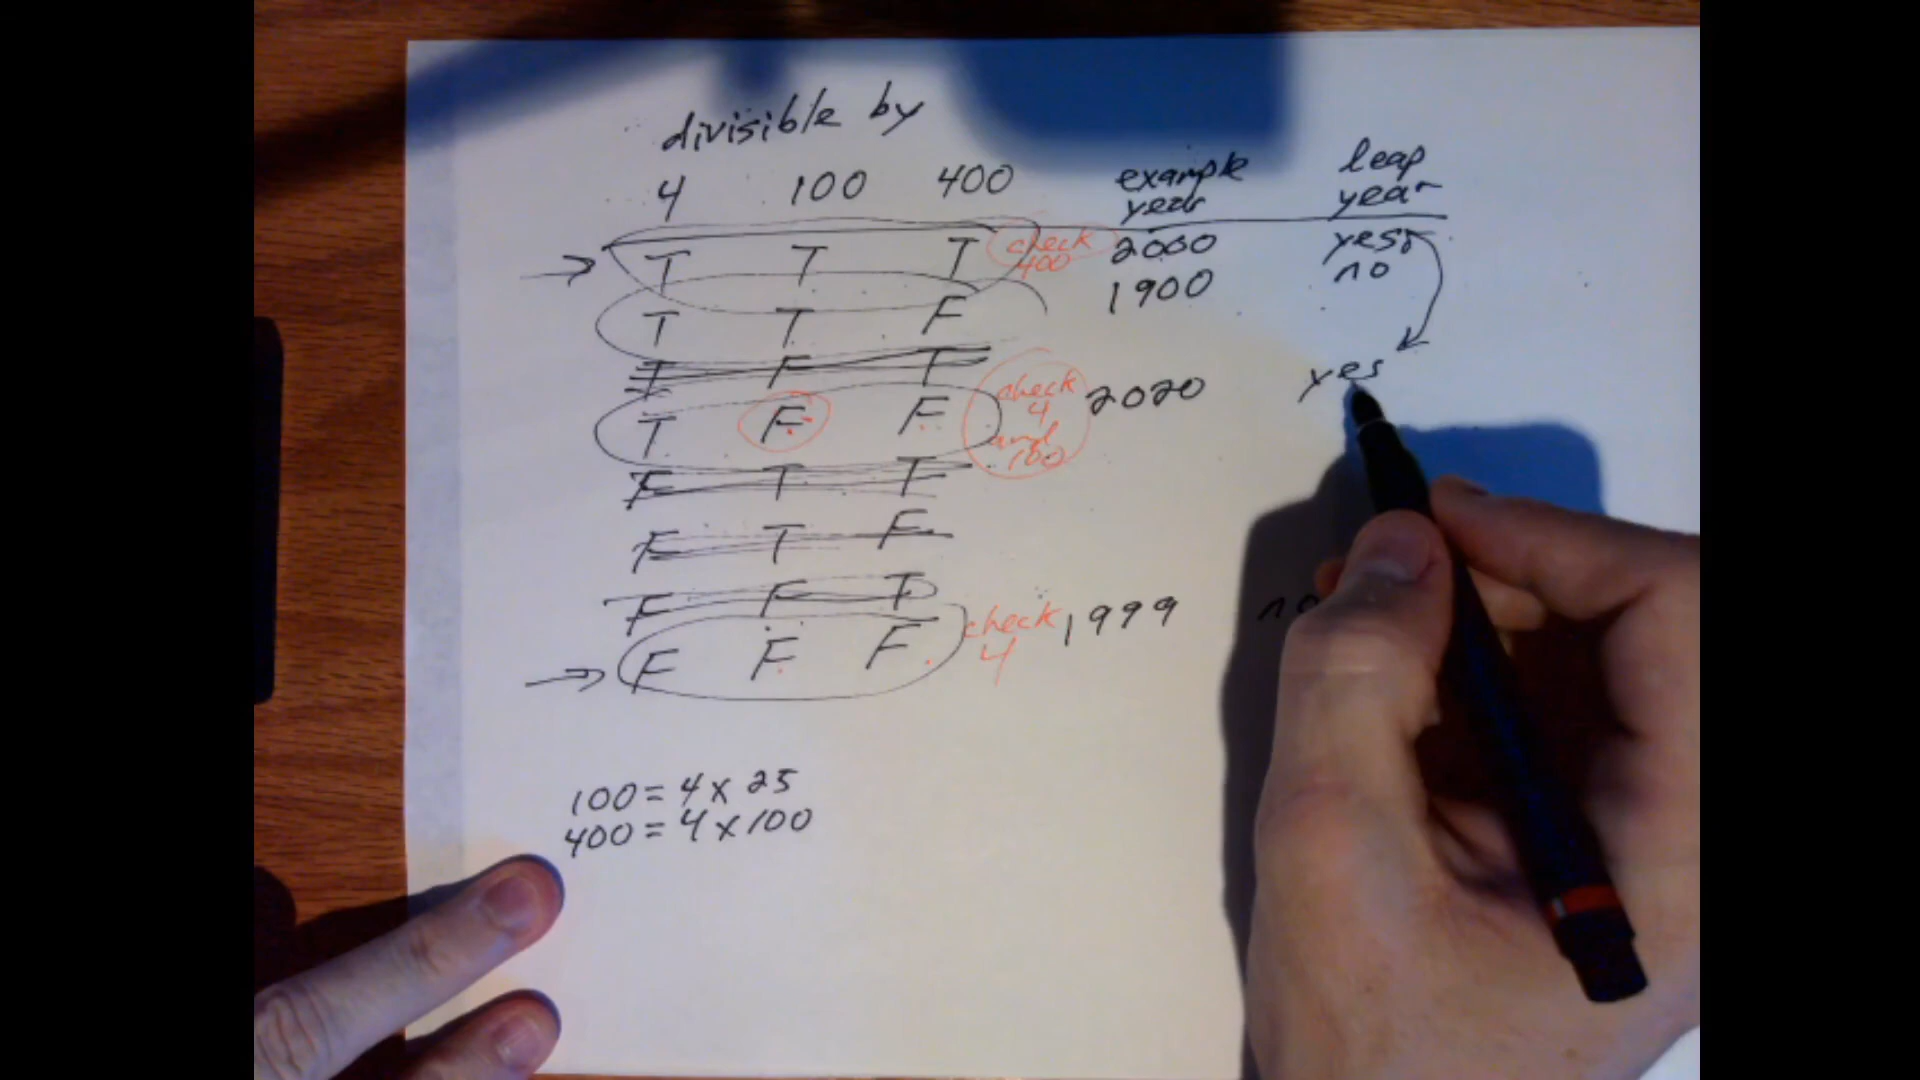 divisible by
4 100 400 example year leap year
T T T check 400 2000 yes
T T F 1900 no
T F T
T F F check 4 and 100 2020 yes
F T T
F T F
F F T
F F F check 4 1999 no
100 = 4 x 25
400 = 4 x 100